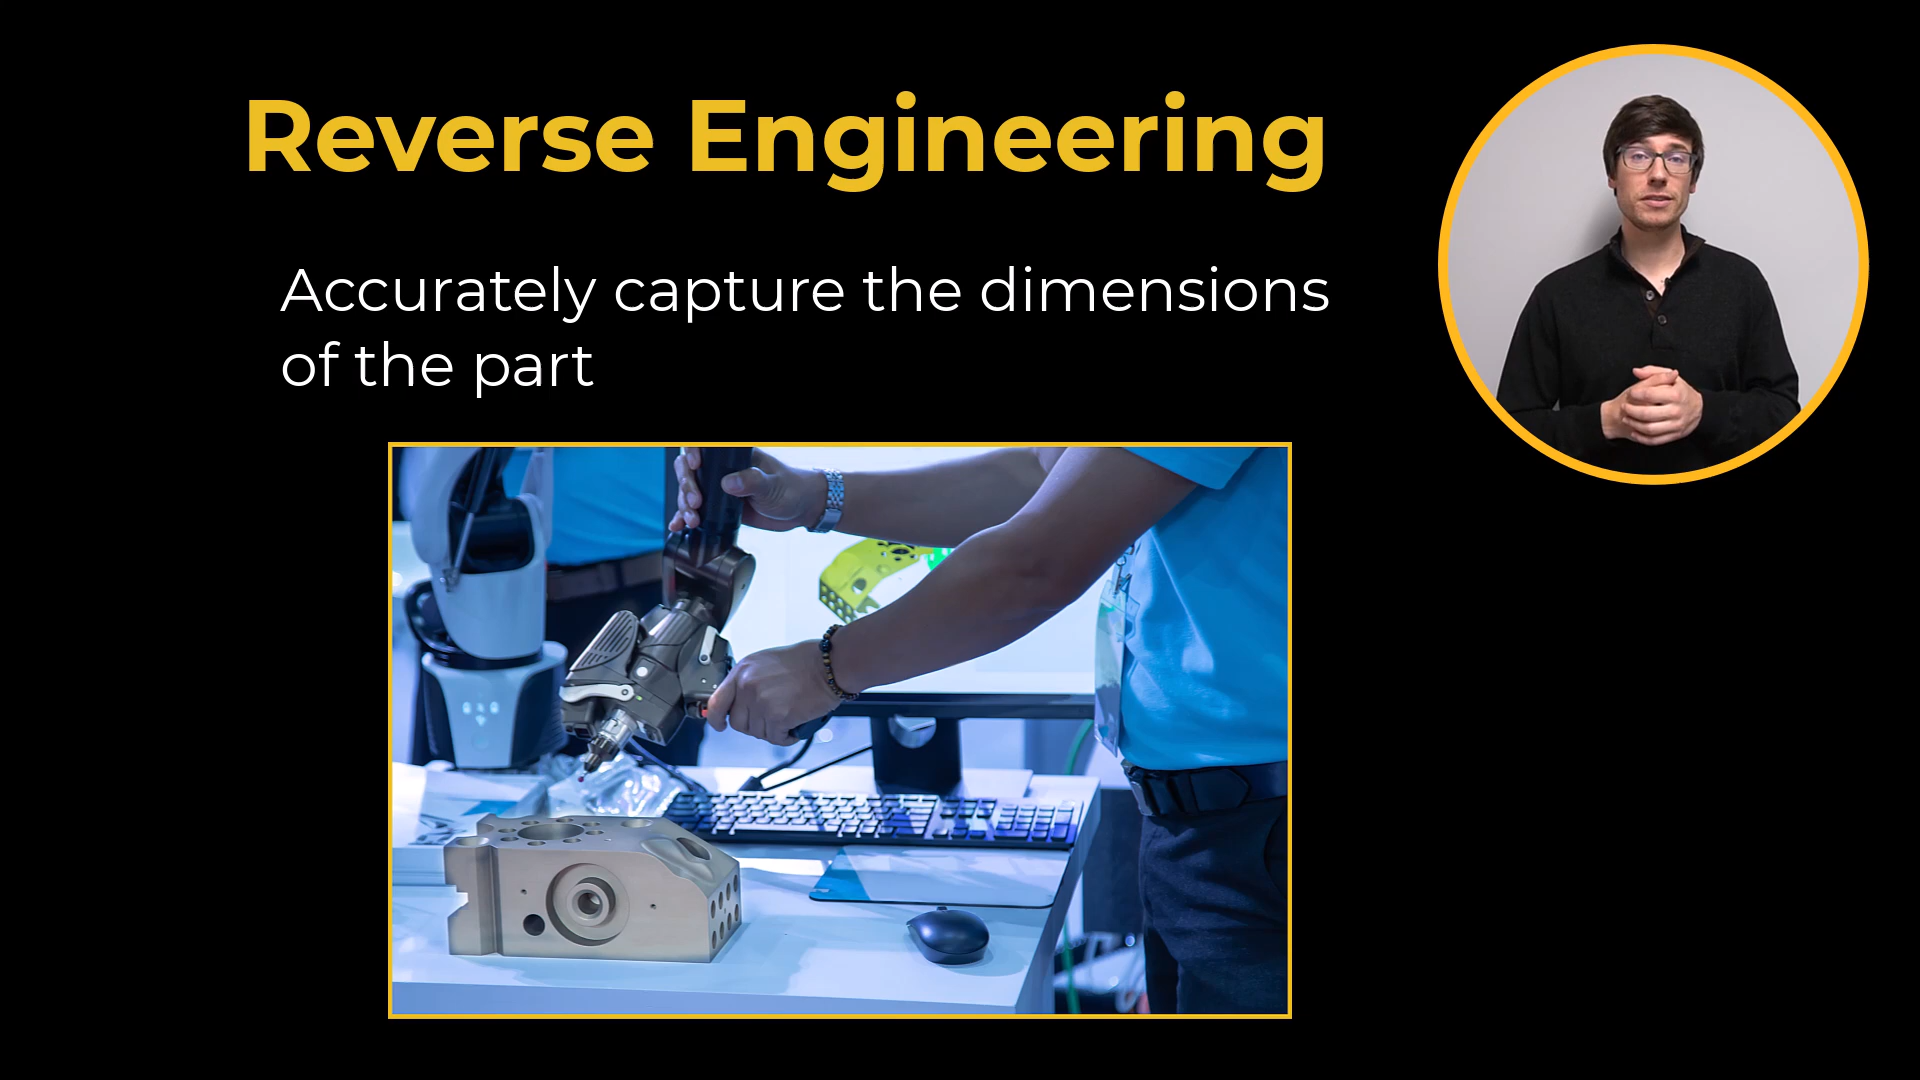 Reverse Engineering
Accurately capture the dimensions
of the part